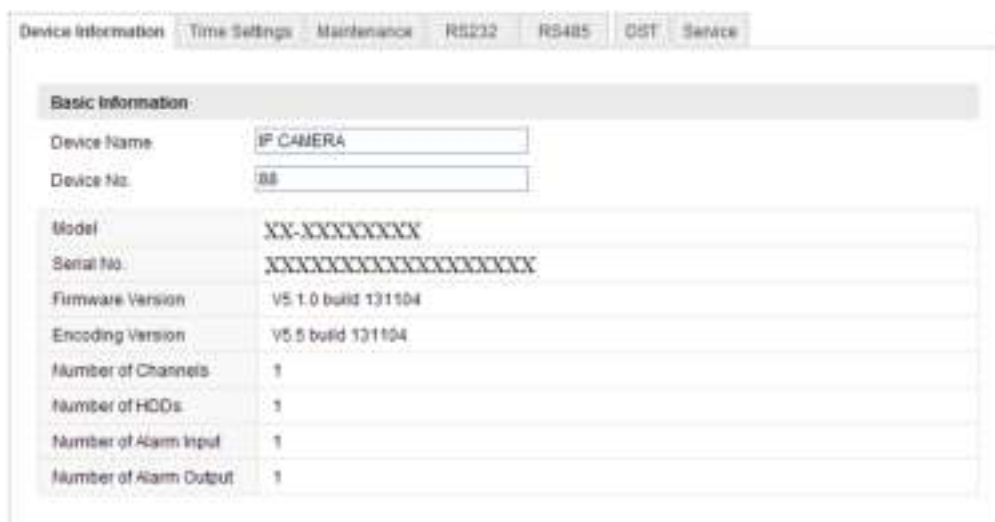 Device Information Time Settings Maintenance RS232 RS485 DST Service
Basic Information
Device Name IP CAMERA
Device No. 88
Model XX-XXXXXXXX
Serial No. XXXXXXXXXXXXXXXXXXX
Firmware Version V5.1.0 build 131104
Encoding Version V5.5 build 131104
Number of Channels 1
Number of HDDs 1
Number of Alarm Input 1
Number of Alarm Output 1